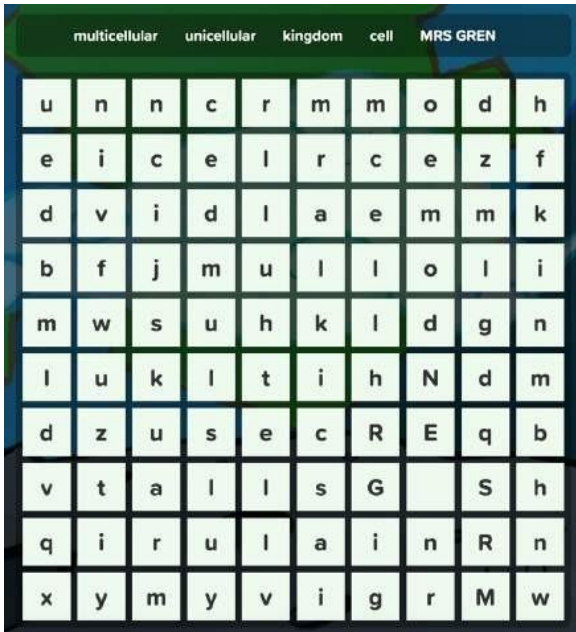 multicellular unicellular kingdom cell MRS GREN
u n n c r m m o d h
e i c e l r c e z f
d v i d l a e m m k
b f j m u l l o l i
m w s u h k l d g n
l u k l t i h N d m
d z u s e c R E q b
v t a l l s G S h
q i r u l a i n R n
x y m y v i g r M w